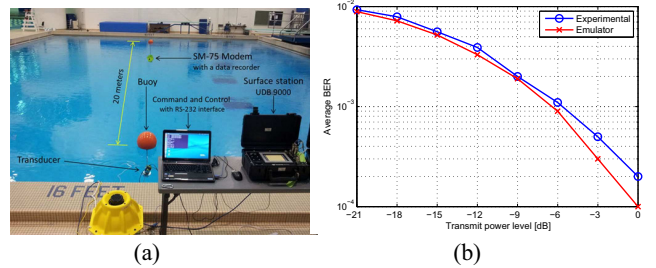 SM-75 Modem
with a data recorder
20 meters
Buoy
Surface station
UDB-9000
Command and Control
with RS-232 interface
Transducer
16 FEET
(a)
Experimental
Emulator
Average BER
10⁻²
10⁻³
10⁻⁴
-21 -18 -15 -12 -9 -6 -3 0
Transmit power level [dB]
(b)